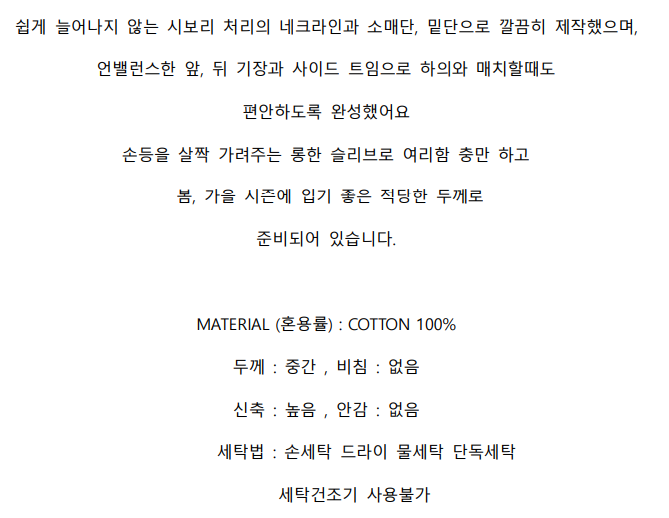 쉽게 늘어나지 않는 시보리 처리의 네크라인과 소매단, 밑단으로 깔끔히 제작했으며,
언밸런스한 앞, 뒤 기장과 사이드 트임으로 하의와 매치할때도
편안하도록 완성했어요
손등을 살짝 가려주는 롱한 슬리브로 여리함 충만 하고
봄, 가을 시즌에 입기 좋은 적당한 두께로
준비되어 있습니다.
MATERIAL (혼용률) : COTTON 100%
두께 : 중간 , 비침 : 없음
신축 : 높음 , 안감 : 없음
세탁법 : 손세탁 드라이 물세탁 단독세탁
세탁건조기 사용불가